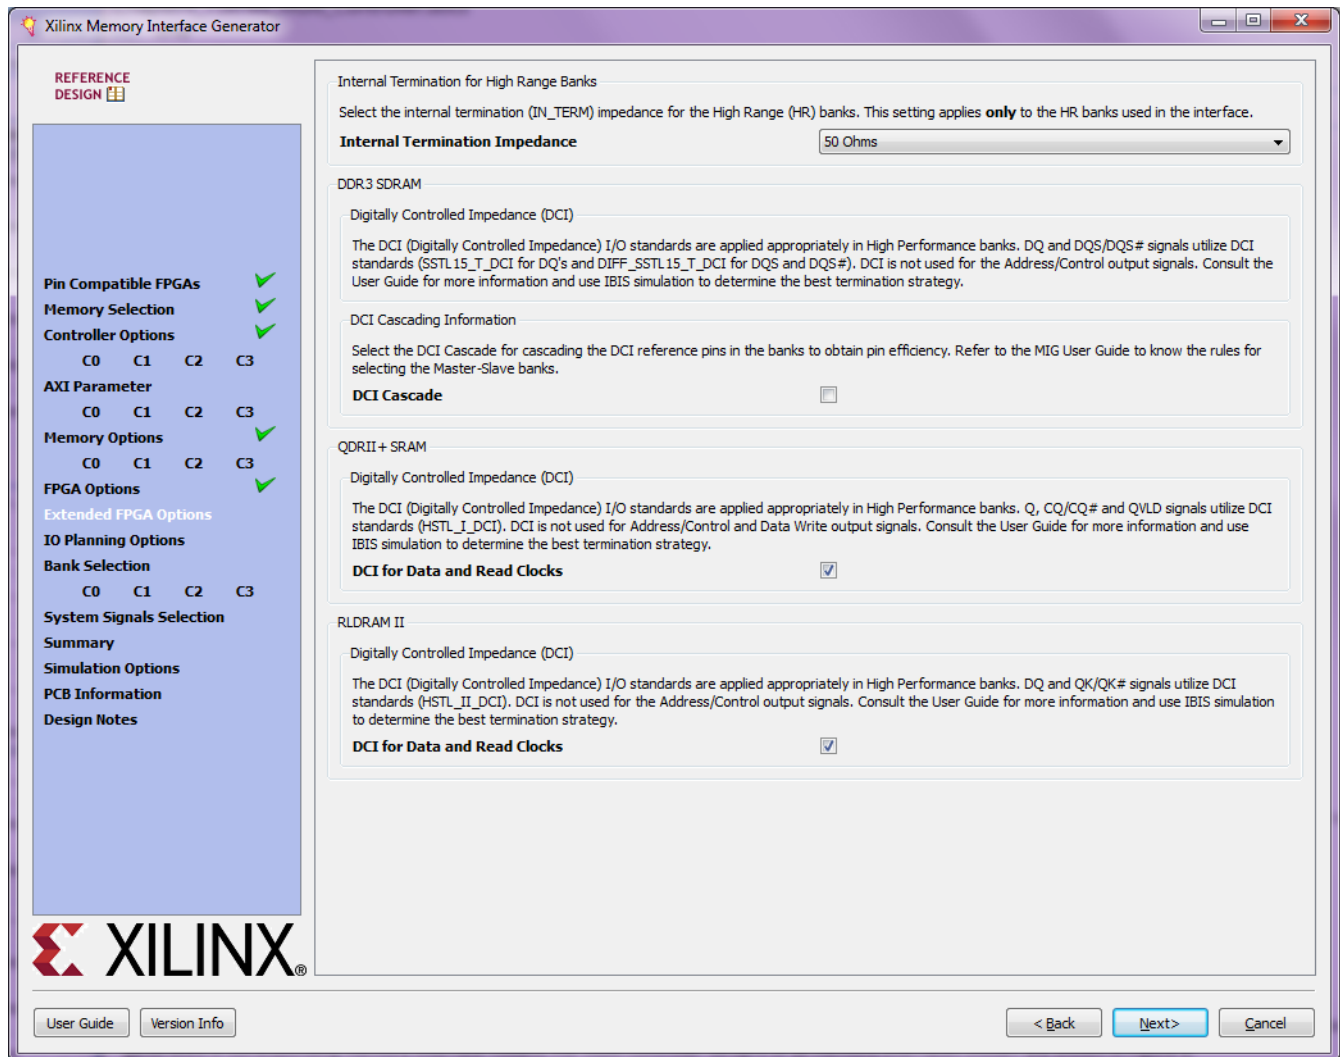 Xilinx Memory Interface Generator
REFERENCE
DESIGN
Pin Compatible FPGAs
Memory Selection
Controller Options
C0 C1 C2 C3
AXI Parameter
C0 C1 C2 C3
Memory Options
C0 C1 C2 C3
FPGA Options
Extended FPGA Options
IO Planning Options
Bank Selection
C0 C1 C2 C3
System Signals Selection
Summary
Simulation Options
PCB Information
Design Notes
XILINX®
Internal Termination for High Range Banks
Select the internal termination (IN_TERM) impedance for the High Range (HR) banks. This setting applies only to the HR banks used in the interface.
Internal Termination Impedance 50 Ohms
DDR3 SDRAM
Digitally Controlled Impedance (DCI)
The DCI (Digitally Controlled Impedance) I/O standards are applied appropriately in High Performance banks. DQ and DQS/DQS# signals utilize DCI
standards (SSTL15_T_DCI for DQ's and DIFF_SSTL15_T_DCI for DQS and DQS#). DCI is not used for the Address/Control output signals. Consult the
User Guide for more information and use IBIS simulation to determine the best termination strategy.
DCI Cascading Information
Select the DCI Cascade for cascading the DCI reference pins in the banks to obtain pin efficiency. Refer to the MIG User Guide to know the rules for
selecting the Master-Slave banks.
DCI Cascade
QDRII+ SRAM
Digitally Controlled Impedance (DCI)
The DCI (Digitally Controlled Impedance) I/O standards are applied appropriately in High Performance banks. Q, CQ/CQ# and QVLD signals utilize DCI
standards (HSTL_I_DCI). DCI is not used for Address/Control and Data Write output signals. Consult the User Guide for more information and use
IBIS simulation to determine the best termination strategy.
DCI for Data and Read Clocks
RLDRAM II
Digitally Controlled Impedance (DCI)
The DCI (Digitally Controlled Impedance) I/O standards are applied appropriately in High Performance banks. DQ and QK/QK# signals utilize DCI
standards (HSTL_II_DCI). DCI is not used for the Address/Control output signals. Consult the User Guide for more information and use IBIS simulation
to determine the best termination strategy.
DCI for Data and Read Clocks
User Guide Version Info < Back Next> Cancel